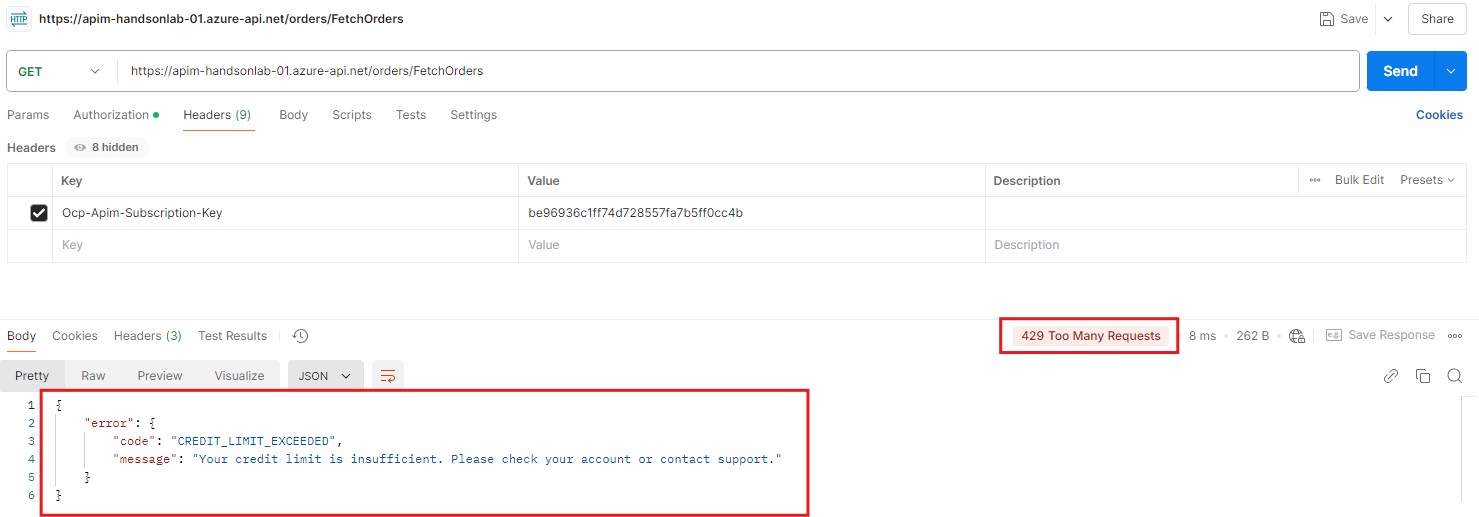 HTTP https://apim-handsonlab-01.azure-api.net/orders/FetchOrders Save Share
GET https://apim-handsonlab-01.azure-api.net/orders/FetchOrders Send
Params Authorization Headers (9) Body Scripts Tests Settings Cookies
Headers 8 hidden
Key Value Description Bulk Edit Presets
Ocp-Apim-Subscription-Key be96936c1ff74d728557fa7b5ff0cc4b
Key Value Description
Body Cookies Headers (3) Test Results 429 Too Many Requests 8 ms 262 B e.g. Save Response
Pretty Raw Preview Visualize JSON
1 {
2 "error": {
3 "code": "CREDIT_LIMIT_EXCEEDED",
4 "message": "Your credit limit is insufficient. Please check your account or contact support."
5 }
6 }